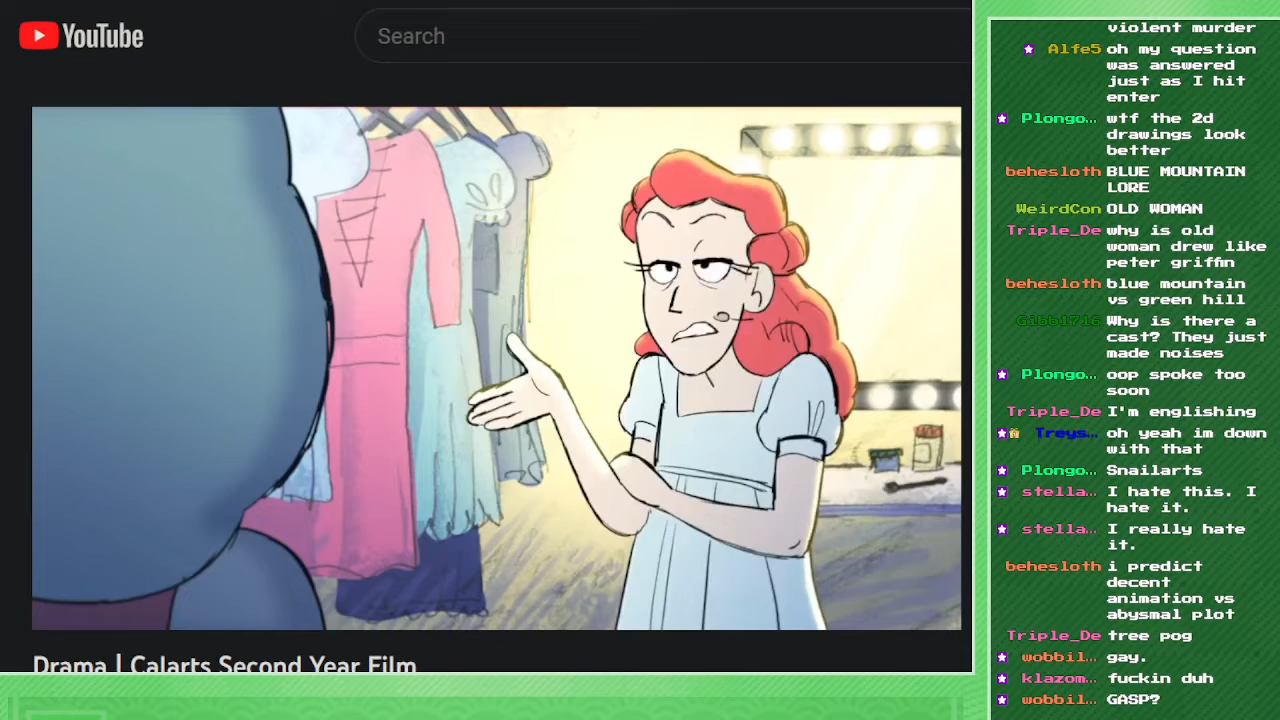 YouTube
Search
Drama | Calarts Second Year Film
violent murder
Alfe5 oh my question
was answered
just as I hit
enter
Plongo... wtf the 2d
drawings look
better
behesloth BLUE MOUNTAIN
LORE
WeirdCon OLD WOMAN
Triple_De why is old
woman drew like
peter griffin
behesloth blue mountain
vs green hill
Gibb1716 Why is there a
cast? They just
made noises
Plongo... oop spoke too
soon
Triple_De I'm englishing
Treys... oh yeah im down
with that
Plongo... Snailarts
stella... I hate this. I
hate it.
stella... I really hate
it.
behesloth i predict
decent
animation vs
abysmal plot
Triple_De tree pog
wobbil... gay.
klazom... fuckin duh
wobbil... GASP?